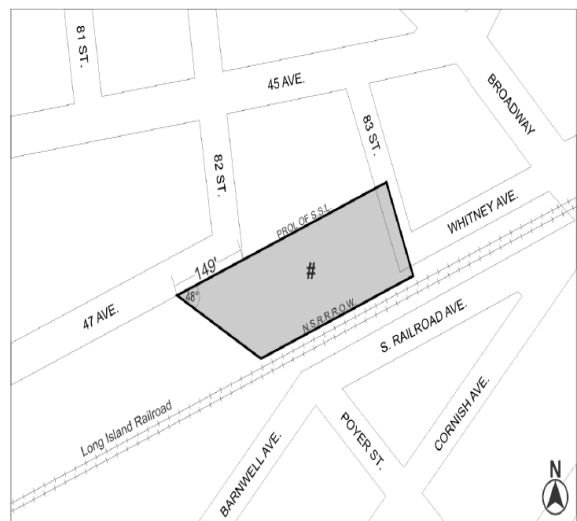 81 ST.
45 AVE.
BROADWAY
83 ST.
82 ST.
PROL OF S.S.L.
WHITNEY AVE.
149'
#
48°
47 AVE.
N.S.R.R.R.O.W.
S. RAILROAD AVE.
Long Island Railroad
CORNISH AVE.
POYER ST.
BARNWELL AVE.
N